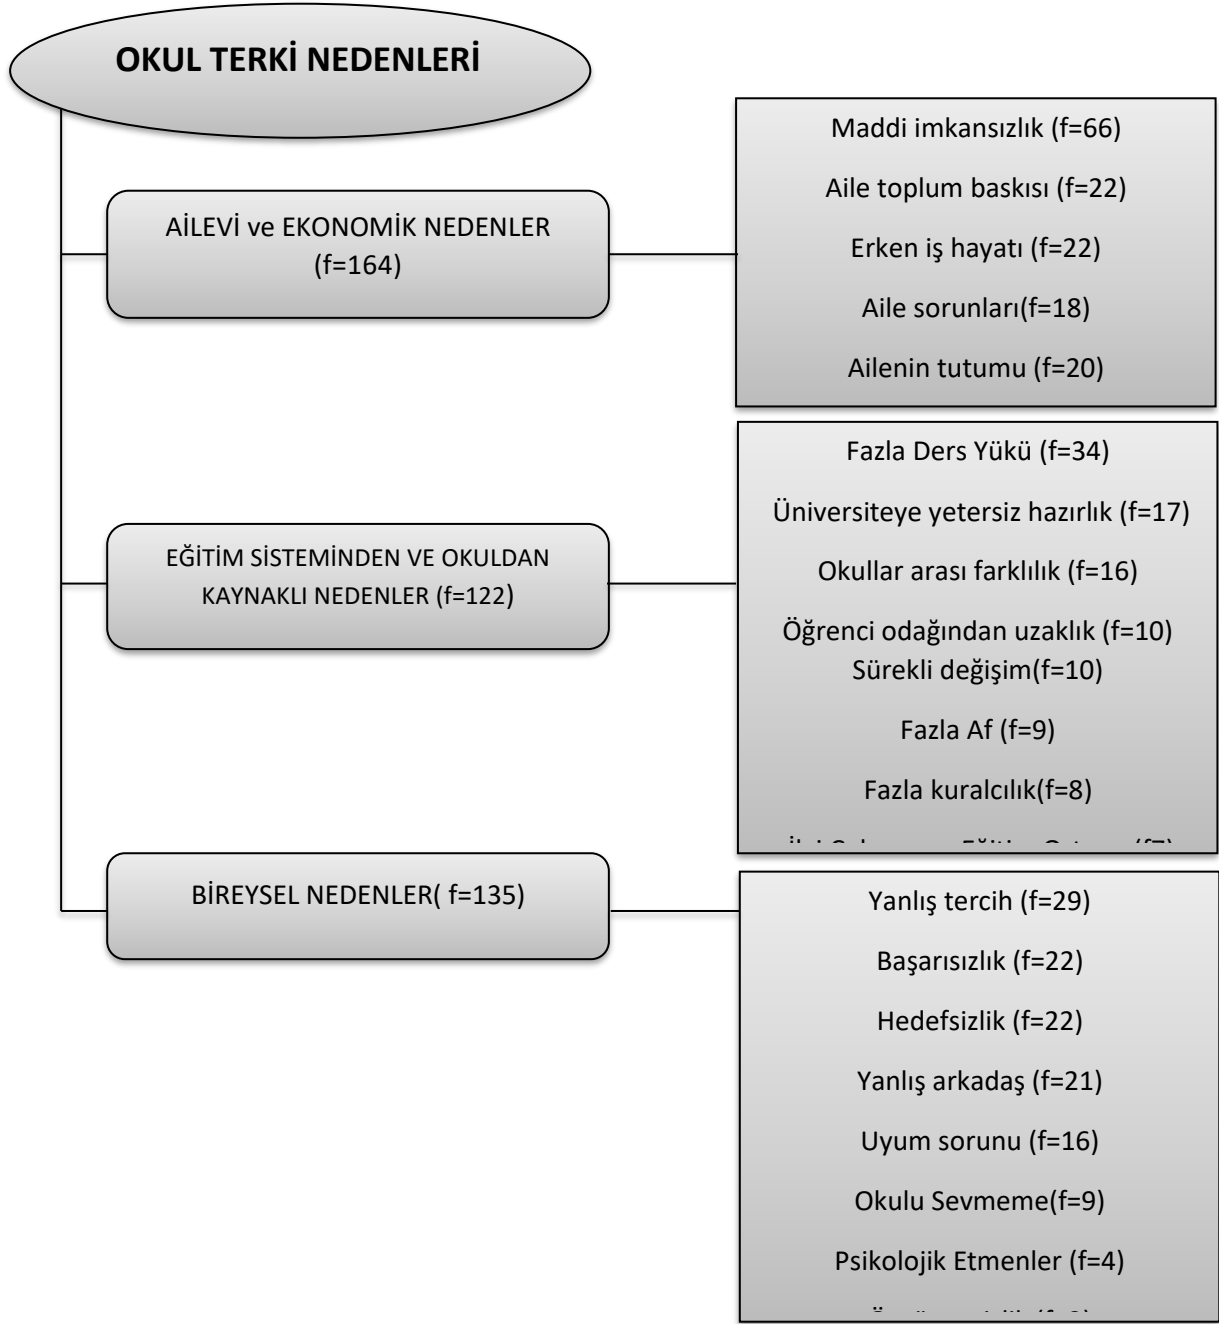 OKUL TERKİ NEDENLERİ
AİLEVİ ve EKONOMİK NEDENLER
(f=164)
Maddi imkansızlık (f=66)
Aile toplum baskısı (f=22)
Erken iş hayatı (f=22)
Aile sorunları(f=18)
Ailenin tutumu (f=20)
EĞİTİM SİSTEMİNDEN VE OKULDAN
KAYNAKLI NEDENLER (f=122)
Fazla Ders Yükü (f=34)
Üniversiteye yetersiz hazırlık (f=17)
Okullar arası farklılık (f=16)
Öğrenci odağından uzaklık (f=10)
Sürekli değişim(f=10)
Fazla Af (f=9)
Fazla kuralcılık(f=8)
BİREYSEL NEDENLER( f=135)
Yanlış tercih (f=29)
Başarısızlık (f=22)
Hedefsizlik (f=22)
Yanlış arkadaş (f=21)
Uyum sorunu (f=16)
Okulu Sevmeme(f=9)
Psikolojik Etmenler (f=4)